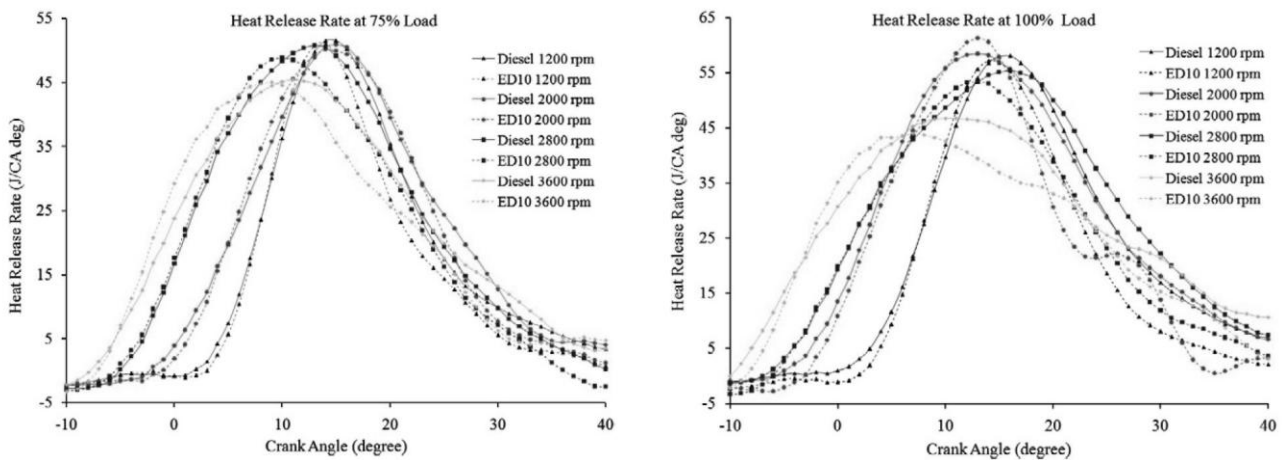 Heat Release Rate at 75% Load
55
45
35
25
15
5
-5
Heat Release Rate (J/CA deg)
Diesel 1200 rpm
ED10 1200 rpm
Diesel 2000 rpm
ED10 2000 rpm
Diesel 2800 rpm
ED10 2800 rpm
Diesel 3600 rpm
ED10 3600 rpm
-10 0 10 20 30 40
Crank Angle (degree)
Heat Release Rate at 100% Load
65
55
45
35
25
15
5
-5
Heat Release Rate (J/CA deg)
Diesel 1200 rpm
ED10 1200 rpm
Diesel 2000 rpm
ED10 2000 rpm
Diesel 2800 rpm
ED10 2800 rpm
Diesel 3600 rpm
ED10 3600 rpm
-10 0 10 20 30 40
Crank Angle (degree)